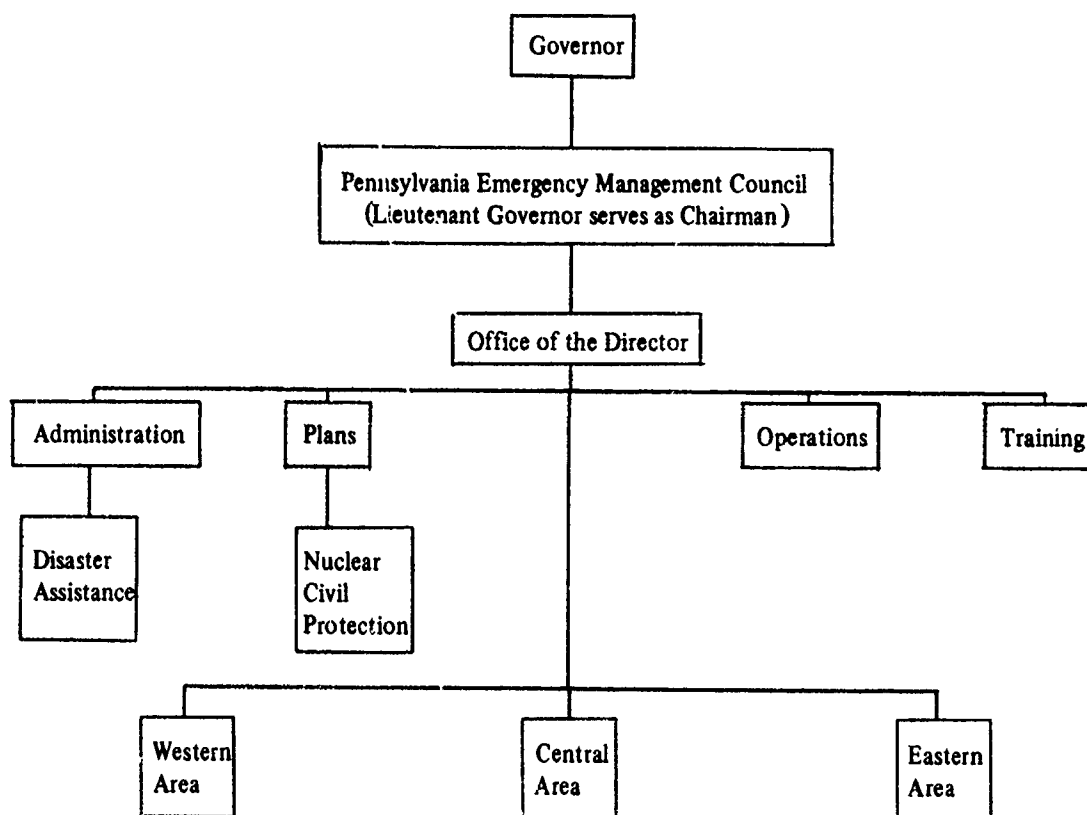 Governor
Pennsylvania Emergency Management Council
(Lieutenant Governor serves as Chairman)
Office of the Director
Administration
Plans
Operations
Training
Disaster
Assistance
Nuclear
Civil
Protection
Western
Area
Central
Area
Eastern
Area